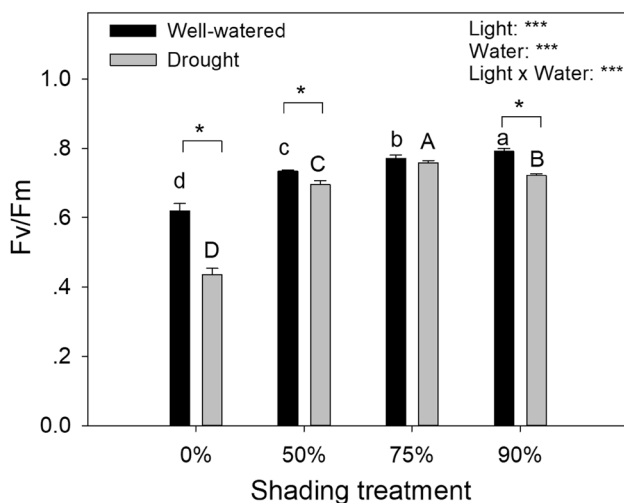 Well-watered
Drought
Light: ***
Water: ***
Light x Water: ***
Fv/Fm
1.0
.8
.6
.4
.2
0.0
*
*
*
d
D
c
C
b
A
a
B
0%
50%
75%
90%
Shading treatment